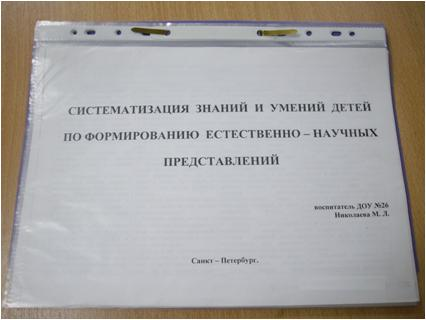 СИСТЕМАТИЗАЦИЯ ЗНАНИЙ И УМЕНИЙ ДЕТЕЙ
ПО ФОРМИРОВАНИЮ ЕСТЕСТВЕННО – НАУЧНЫХ
ПРЕДСТАВЛЕНИЙ
воспитатель ДОУ №26
Николаева М. Л.
Санкт – Петербург.